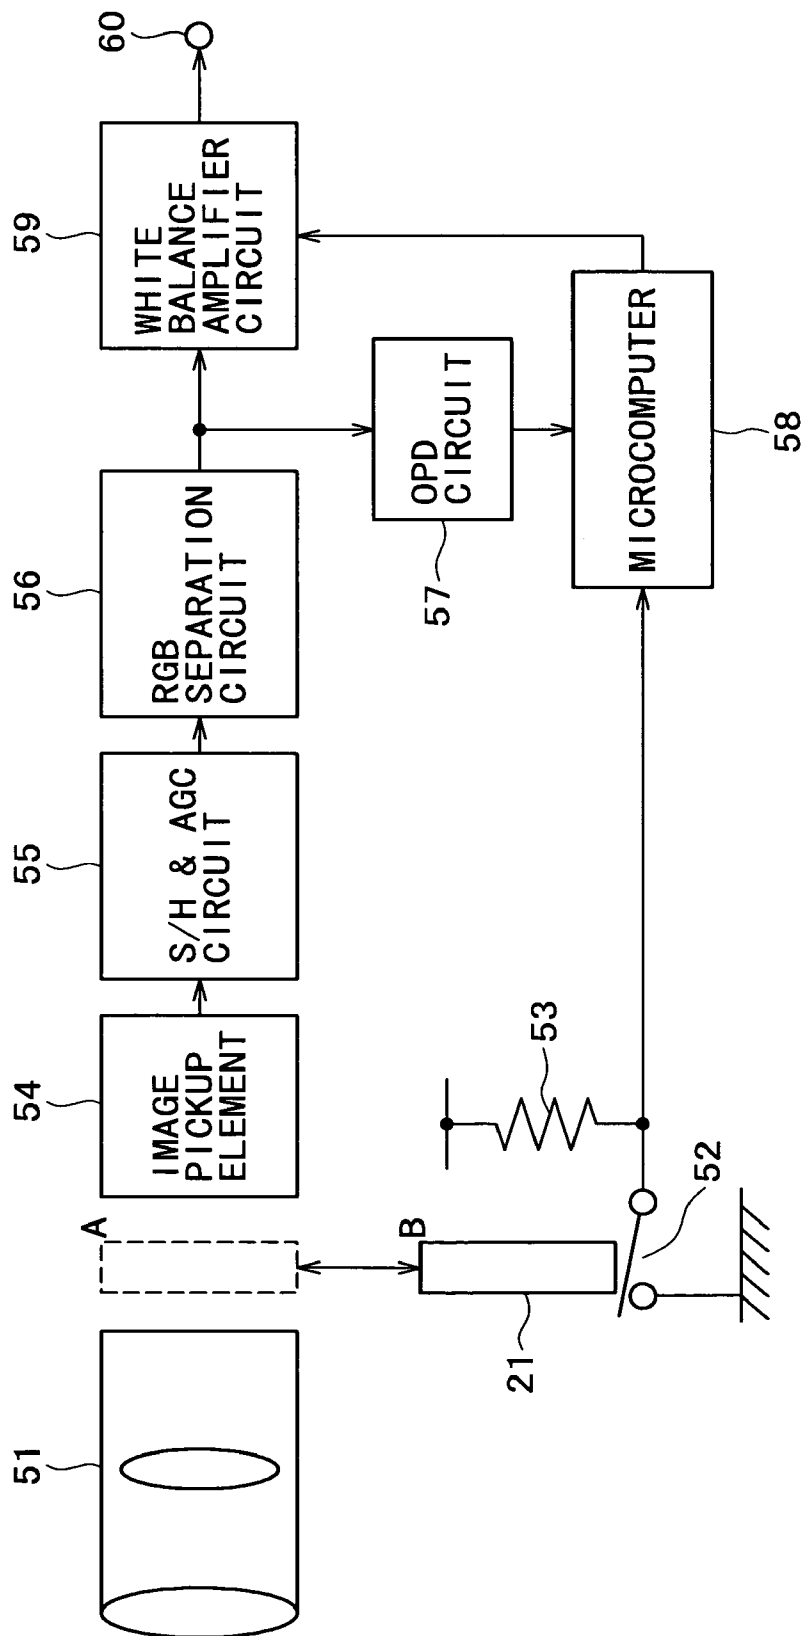 51
54
55
56
59
60
A
IMAGE
PICKUP
ELEMENT
S/H & AGC
CIRCUIT
RGB
SEPARATION
CIRCUIT
WHITE
BALANCE
AMPLIFIER
CIRCUIT
B
21
53
52
OPD
CIRCUIT
57
MICROCOMPUTER
58